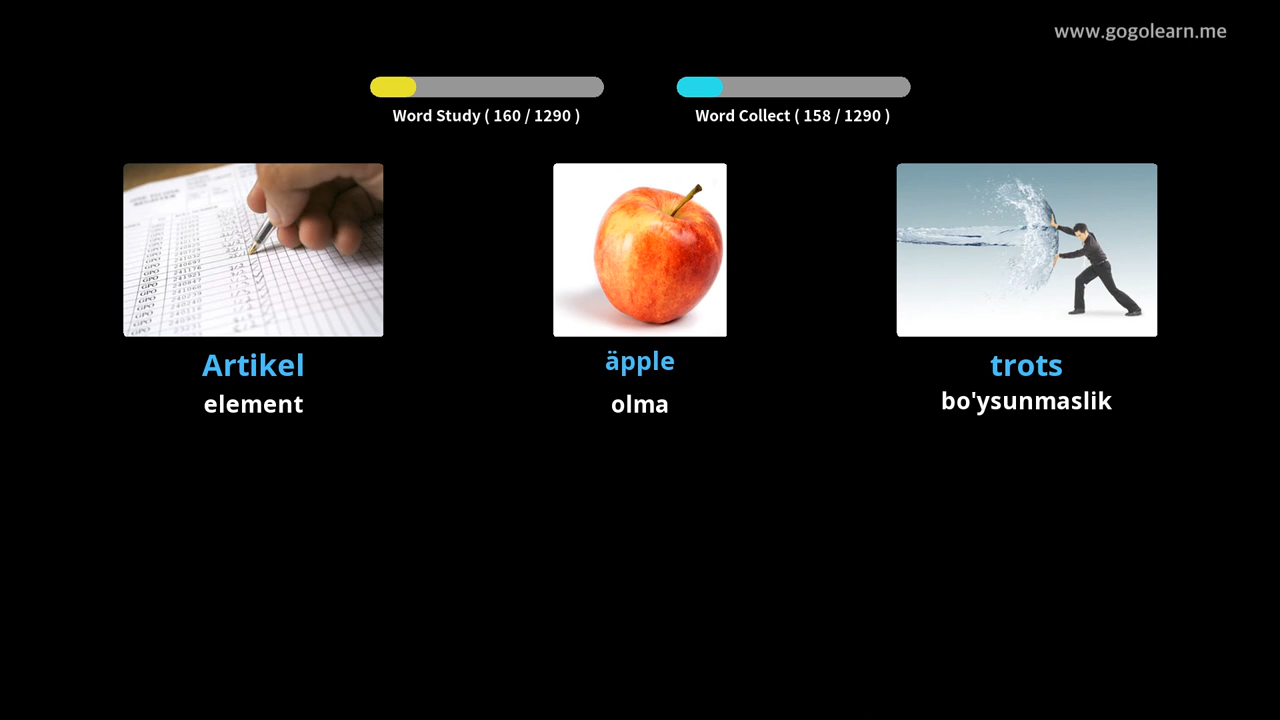 www.gogolearn.me
Word Study ( 160 / 1290 )
Word Collect ( 158 / 1290 )
Artikel
element
äpple
olma
trots
bo'ysunmaslik